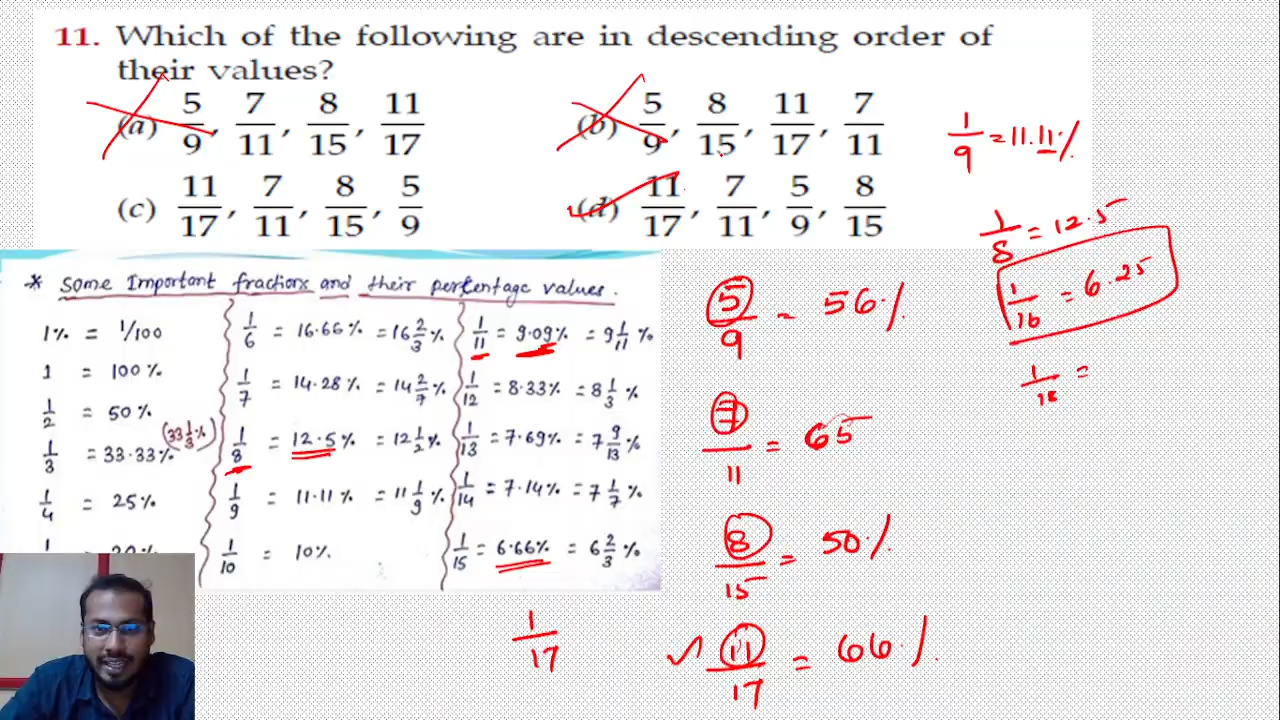 11. Which of the following are in descending order of
their values?
(a) 5/9, 7/11, 8/15, 11/17
(b) 5/9, 8/15, 11/17, 7/11
(c) 11/17, 7/11, 8/15, 5/9
(d) 11/17, 7/11, 5/9, 8/15
1/9 = 11.11%
1/8 = 12.5
1/16 = 6.25
1/18 =
* Some Important fractions and their percentage values.
1% = 1/100
1 = 100%
1/2 = 50%
(33 1/3%)
1/3 = 33.33%
1/4 = 25%
1/6 = 16.66% = 16 2/3 %
1/7 = 14.28% = 14 2/7 %
1/8 = 12.5% = 12 1/2 %
1/9 = 11.11% = 11 1/9 %
1/10 = 10%
1/11 = 9.09% = 9 1/11 %
1/12 = 8.33% = 8 1/3 %
1/13 = 7.69% = 7 9/13 %
1/14 = 7.14% = 7 1/7 %
1/15 = 6.66% = 6 2/3 %
5/9 = 56%
7/11 = 65
8/15 = 50%
11/17 = 66%
1/17